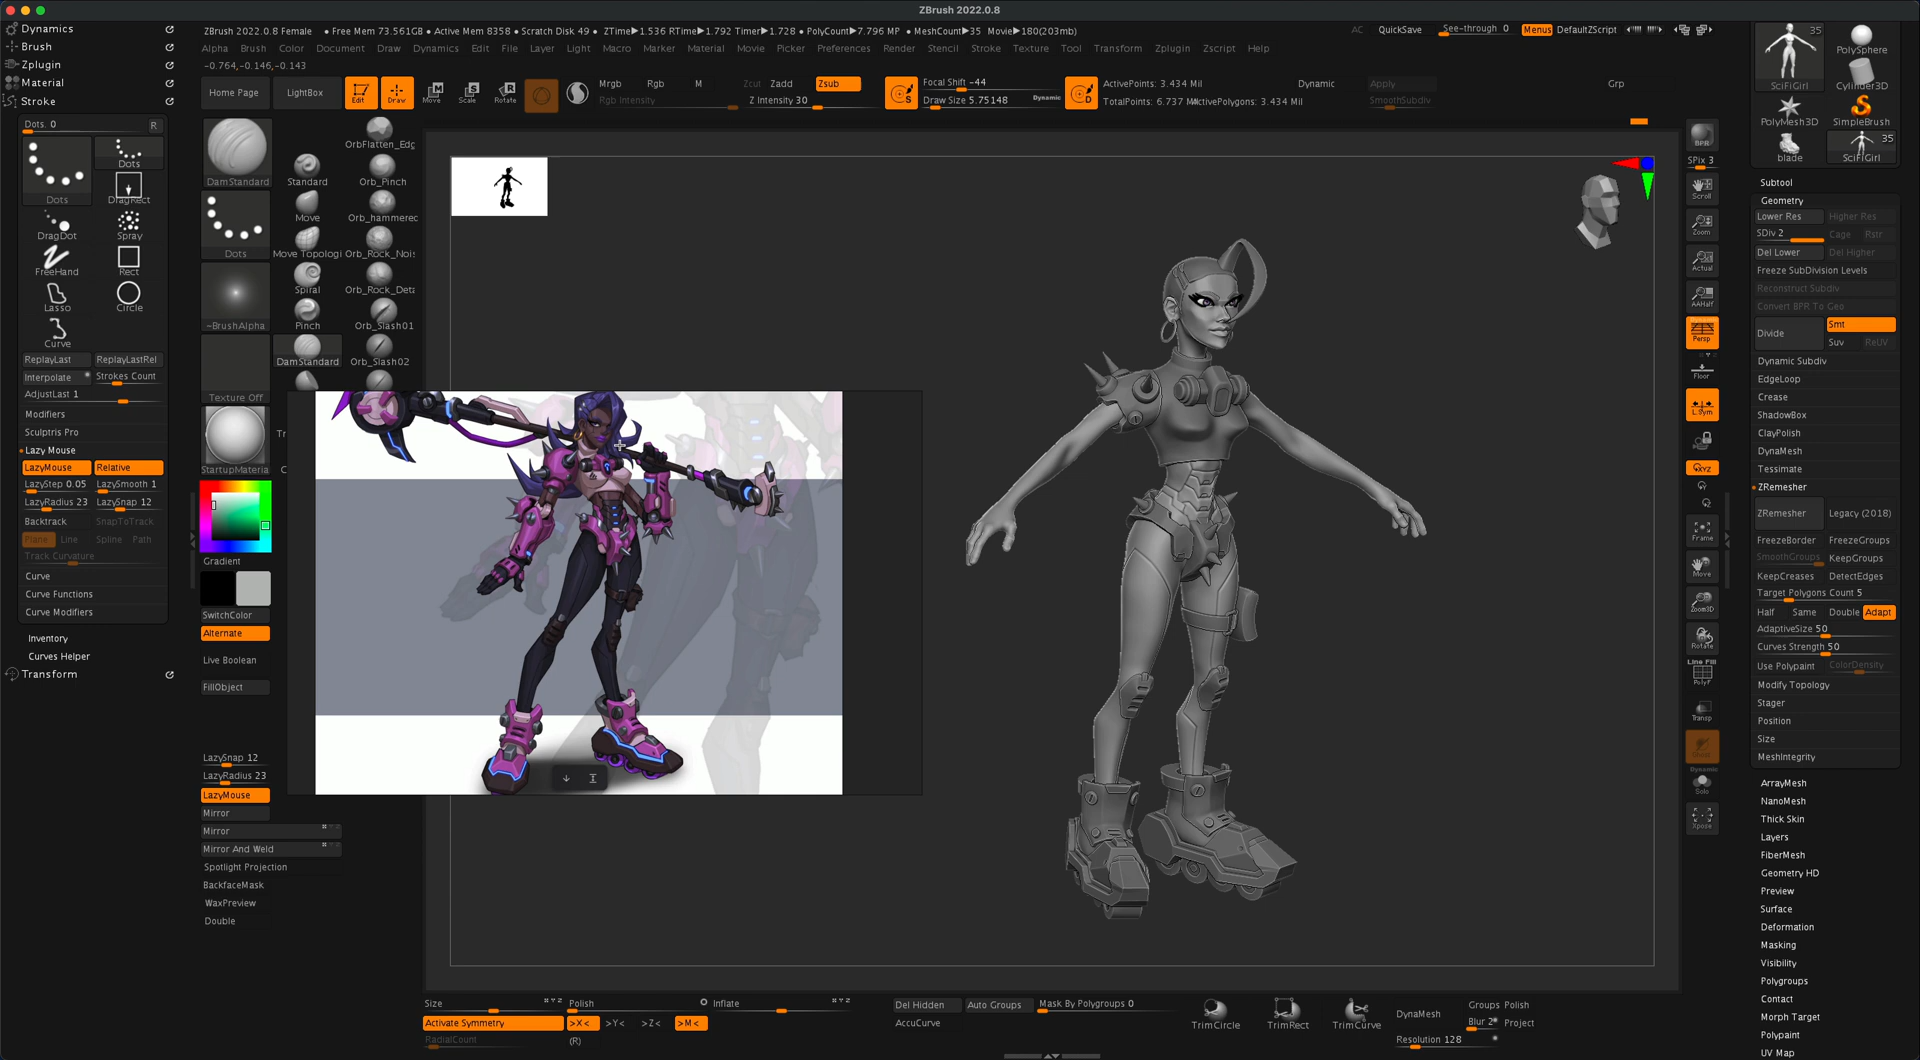 ZBrush 2022.0.8
Dynamics
Brush
Zplugin
Material
Stroke
Dots. 0
R
Dots
Dots
DragRect
DragDot
Spray
FreeHand
Rect
Lasso
Circle
Curve
ReplayLast
ReplayLastRel
Interpolate
Strokes Count
AdjustLast 1
Modifiers
Sculptris Pro
Lazy Mouse
LazyMouse
Relative
LazyStep 0.05
LazySmooth 1
LazyRadius 23
LazySnap 12
Backtrack
SnapToTrack
Plane
Line
Spline
Path
Track Curvature
Curve
Curve Functions
Curve Modifiers
Inventory
Curves Helper
Transform
ZBrush 2022.0.8 Female
• Free Mem 73.561GB • Active Mem 8358 • Scratch Disk 49 • ZTime▶1.536 RTime▶1.792 Timer▶1.728 • PolyCount▶7.796 MP • MeshCount▶35 Movie▶180(203mb)
AC
QuickSave
See-through 0
Menus
DefaultZScript
Alpha Brush Color Document Draw Dynamics Edit File Layer Light Macro Marker Material Movie Picker Preferences Render Stencil Stroke Texture Tool Transform Zplugin Zscript Help
-0.764,-0.146,-0.143
Home Page
LightBox
Edit
Draw
Move
Scale
Rotate
Mrgb
Rgb
M
Rgb Intensity
Zcut
Zadd
Zsub
Z Intensity 30
S
Focal Shift -44
Draw Size 5.75148
Dynamic
D
ActivePoints: 3.434 Mil
TotalPoints: 6.737 Mil
ActivePolygons: 3.434 Mil
Dynamic
Apply
SmoothSubdiv
Grp
DamStandard
Dots
~BrushAlpha
Texture Off
StartupMateria
Gradient
SwitchColor
Alternate
Live Boolean
FillObject
LazySnap 12
LazyRadius 23
LazyMouse
Mirror
Mirror
Mirror And Weld
Spotlight Projection
BackfaceMask
WaxPreview
Double
OrbFlatten_Edg
Standard
Orb_Pinch
Move
Orb_hammered
Move Topologi
Orb_Rock_Nois
Spiral
Orb_Rock_Deta
Pinch
Orb_Slash01
DamStandard
Orb_Slash02
Tr
C
BPR
SPix 3
Scroll
Zoom
Actual
AAHalf
Dynamic
Persp
Floor
L.Sym
XYZ
Frame
Move
Zoom3D
Rotate
Line Fill
PolyF
Transp
Ghost
Dynamic
Solo
Xpose
35
SciFiGirl
PolySphere
Cylinder3D
PolyMesh3D
SimpleBrush
blade
35
SciFiGirl
Subtool
Geometry
Lower Res
Higher Res
SDiv 2
Cage
Rstr
Del Lower
Del Higher
Freeze SubDivision Levels
Reconstruct Subdiv
Convert BPR To Geo
Divide
Smt
Suv
ReUV
Dynamic Subdiv
EdgeLoop
Crease
ShadowBox
ClayPolish
DynaMesh
Tessimate
ZRemesher
ZRemesher
Legacy (2018)
FreezeBorder
FreezeGroups
SmoothGroups
KeepGroups
KeepCreases
DetectEdges
Target Polygons Count 5
Half
Same
Double
Adapt
AdaptiveSize 50
Curves Strength 50
Use Polypaint
ColorDensity
Modify Topology
Stager
Position
Size
MeshIntegrity
ArrayMesh
NanoMesh
Thick Skin
Layers
FiberMesh
Geometry HD
Preview
Surface
Deformation
Masking
Visibility
Polygroups
Contact
Morph Target
Polypaint
UV Map
Size
Polish
Inflate
Activate Symmetry
>X<
>Y<
>Z<
>M<
RadialCount
(R)
Del Hidden
Auto Groups
Mask By Polygroups 0
AccuCurve
TrimCircle
TrimRect
TrimCurve
DynaMesh
Groups
Polish
Blur 2
Project
Resolution 128